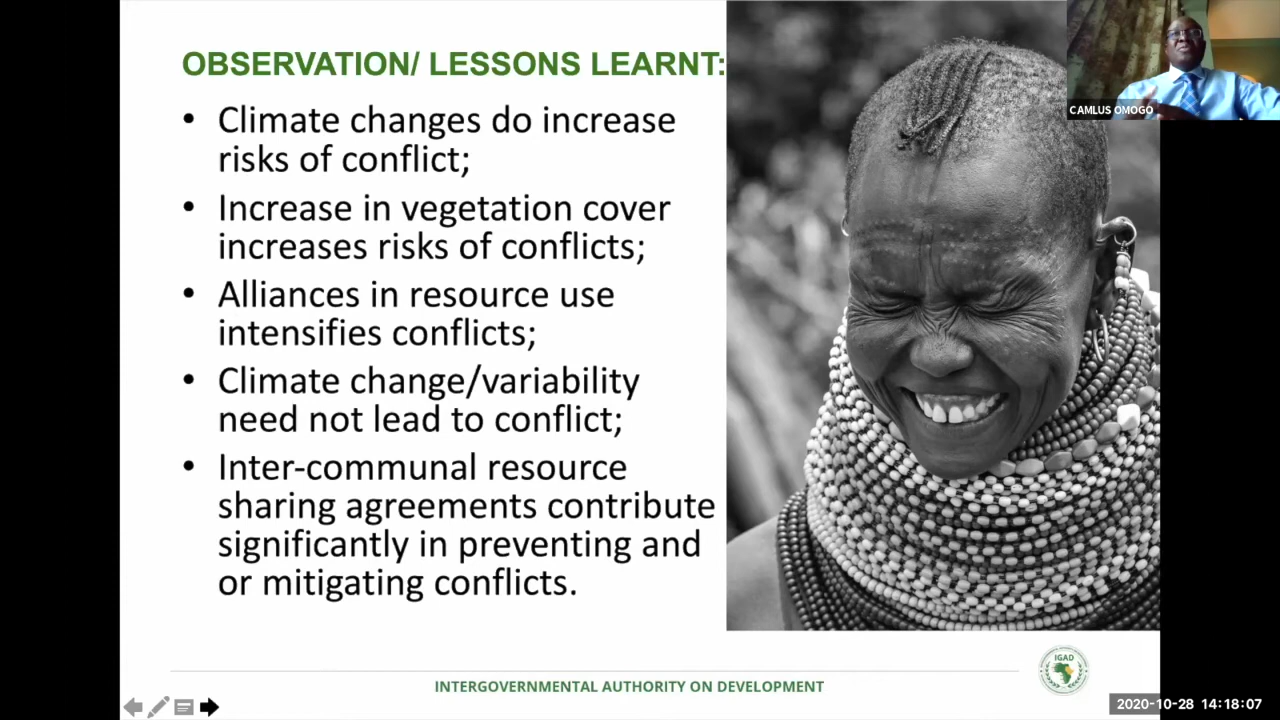 OBSERVATION/ LESSONS LEARNT:
• Climate changes do increase
risks of conflict;
• Increase in vegetation cover
increases risks of conflicts;
• Alliances in resource use
intensifies conflicts;
• Climate change/variability
need not lead to conflict;
• Inter-communal resource
sharing agreements contribute
significantly in preventing and
or mitigating conflicts.
CAMLUS OMOGO
IGAD
INTERGOVERNMENTAL AUTHORITY ON DEVELOPMENT
2020-10-28 14:18:07